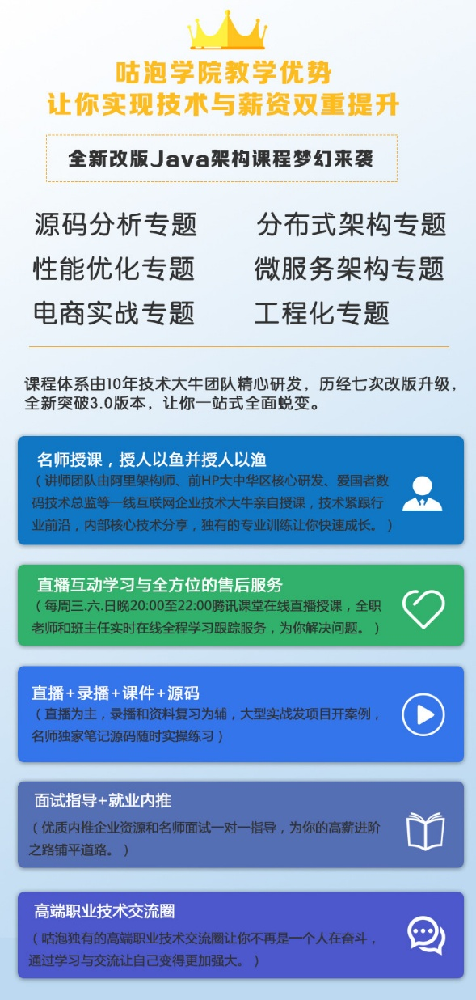 咕泡学院教学优势
让你实现技术与薪资双重提升
全新改版Java架构课程梦幻来袭
源码分析专题 分布式架构专题
性能优化专题 微服务架构专题
电商实战专题 工程化专题
课程体系由10年技术大牛团队精心研发，历经七次改版升级，
全新突破3.0版本，让你一站式全面蜕变。
名师授课，授人以鱼并授人以渔
（讲师团队由阿里架构师、前HP大中华区核心研发、爱国者数
码技术总监等一线互联网企业技术大牛亲自授课，技术紧跟行
业前沿，内部核心技术分享，独有的专业训练让你快速成长。）
直播互动学习与全方位的售后服务
（每周三.六.日晚20:00至22:00腾讯课堂在线直播授课，全职
老师和班主任实时在线全程学习跟踪服务，为你解决问题。）
直播+录播+课件+源码
（直播为主，录播和资料复习为辅，大型实战发项目开案例，
名师独家笔记源码随时实操练习）
面试指导+就业内推
（优质内推企业资源和名师面试一对一指导，为你的高薪进阶
之路铺平道路。）
高端职业技术交流圈
（咕泡独有的高端职业技术交流圈让你不再是一个人在奋斗，
通过学习与交流让自己变得更加强大。）